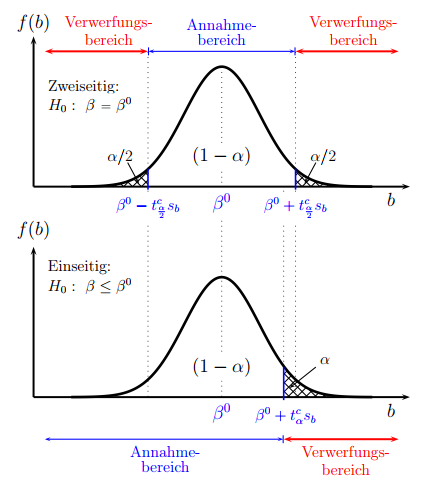 f(b)
Verwerfungs-
bereich
Annahme-
bereich
Verwerfungs-
bereich
Zweiseitig:
H₀ : β = β⁰
α/2
(1 − α)
α/2
β⁰ − t^c_{α/2} s_b
β⁰
β⁰ + t^c_{α/2} s_b
b
f(b)
Einseitig:
H₀ : β ≤ β⁰
(1 − α)
α
β⁰
β⁰ + t^c_α s_b
b
Annahme-
bereich
Verwerfungs-
bereich